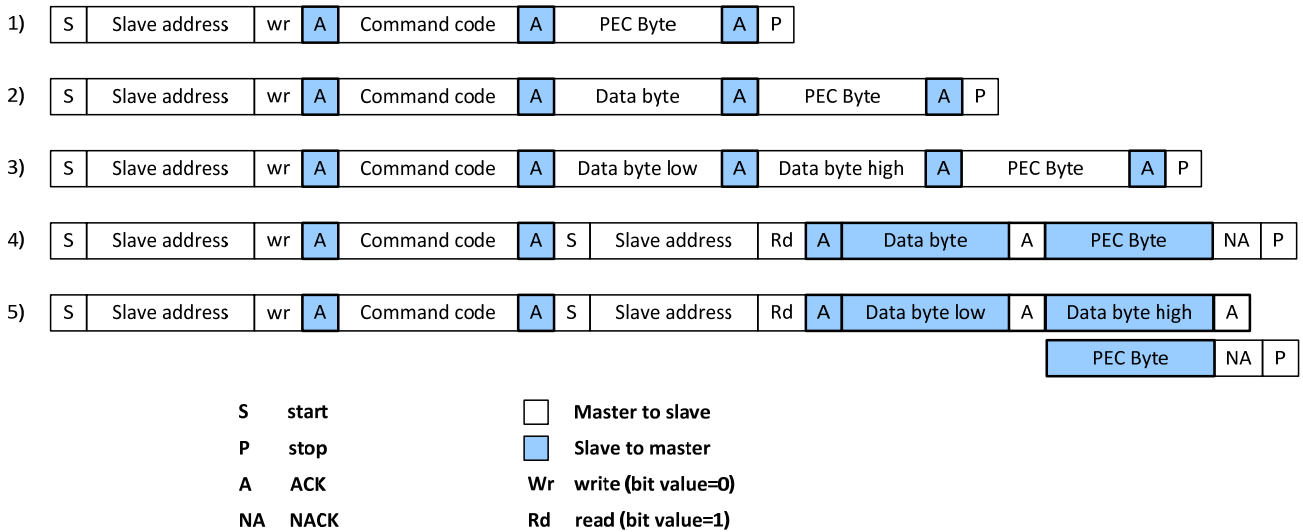 1) S Slave address wr A Command code A PEC Byte A P
2) S Slave address wr A Command code A Data byte A PEC Byte A P
3) S Slave address wr A Command code A Data byte low A Data byte high A PEC Byte A P
4) S Slave address wr A Command code A S Slave address Rd A Data byte A PEC Byte NA P
5) S Slave address wr A Command code A S Slave address Rd A Data byte low A Data byte high A
PEC Byte NA P
S start Master to slave
P stop Slave to master
A ACK Wr write (bit value=0)
NA NACK Rd read (bit value=1)